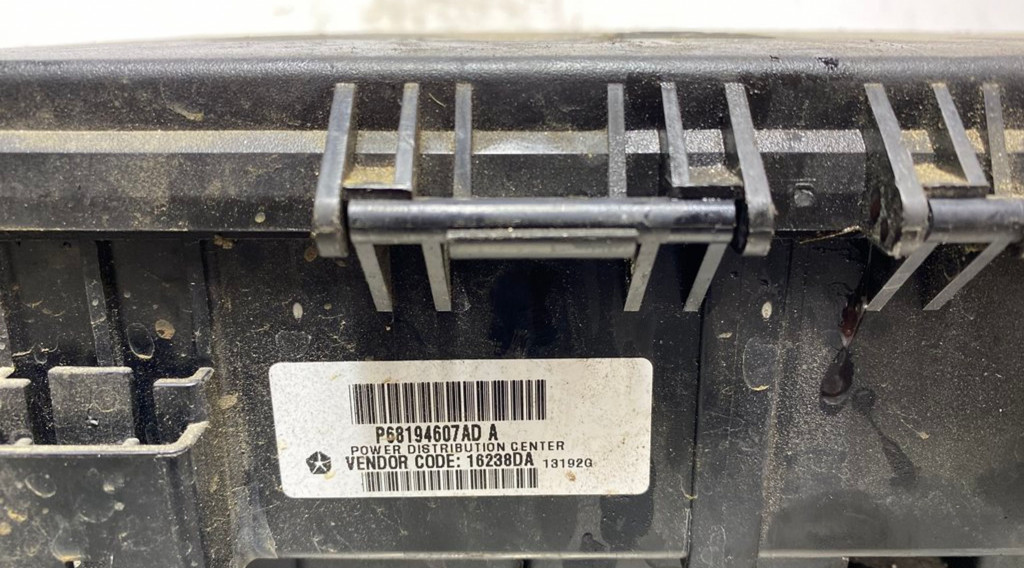 P68194607AD A
POWER DISTRIBUTION CENTER
VENDOR CODE: 16238DA 13192G